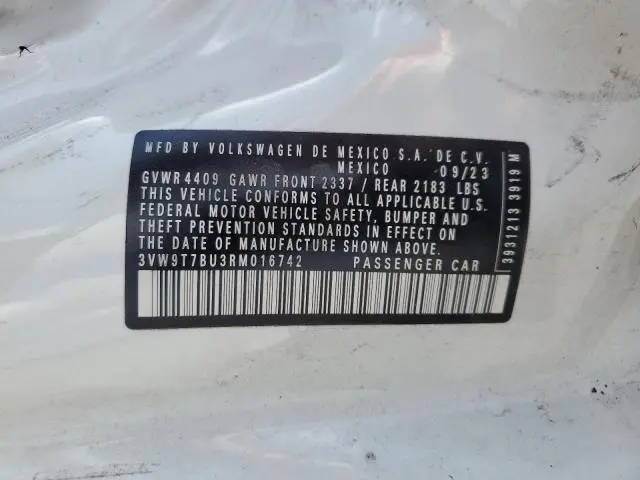 MFD BY VOLKSWAGEN DE MEXICO S.A. DE C.V.
MEXICO 09/23
GVWR 4409 GAWR FRONT 2337 / REAR 2183 LBS
THIS VEHICLE CONFORMS TO ALL APPLICABLE U.S.
FEDERAL MOTOR VEHICLE SAFETY, BUMPER AND
THEFT PREVENTION STANDARDS IN EFFECT ON THE
DATE OF MANUFACTURE SHOWN ABOVE.
3VW9T7BU3RM016742 PASSENGER CAR
3931213 3919 M